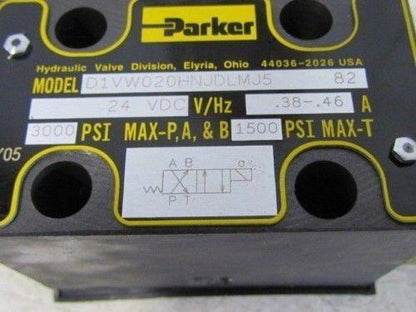 Parker
Hydraulic Valve Division, Elyria, Ohio 44036-2026 USA
MODEL D1VW020HNJDLMJ5 82
24 VDC V/Hz .38-.46 A
3000 PSI MAX-P,A, & B 1500 PSI MAX-T
/05
A B
a
P T